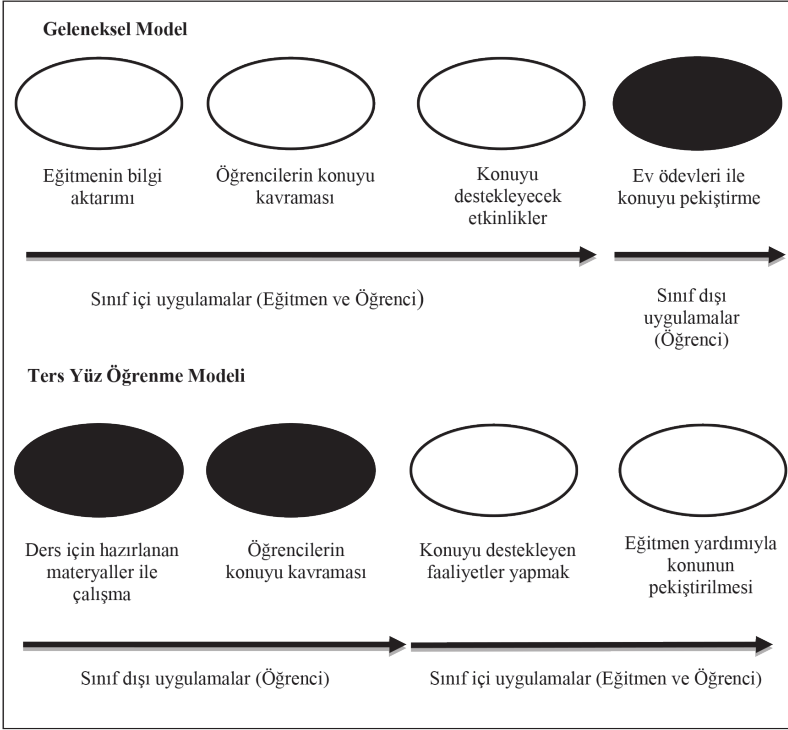 Geleneksel Model
Eğitmenin bilgi
aktarımı
Öğrencilerin konuyu
kavraması
Konuyu
destekleyecek
etkinlikler
Ev ödevleri ile
konuyu pekiştirme
Sınıf içi uygulamalar (Eğitmen ve Öğrenci)
Sınıf dışı
uygulamalar
(Öğrenci)
Ters Yüz Öğrenme Modeli
Ders için hazırlanan
materyaller ile
çalışma
Öğrencilerin
konuyu kavraması
Konuyu destekleyen
faaliyetler yapmak
Eğitmen yardımıyla
konunun
pekiştirilmesi
Sınıf dışı uygulamalar (Öğrenci)
Sınıf içi uygulamalar (Eğitmen ve Öğrenci)